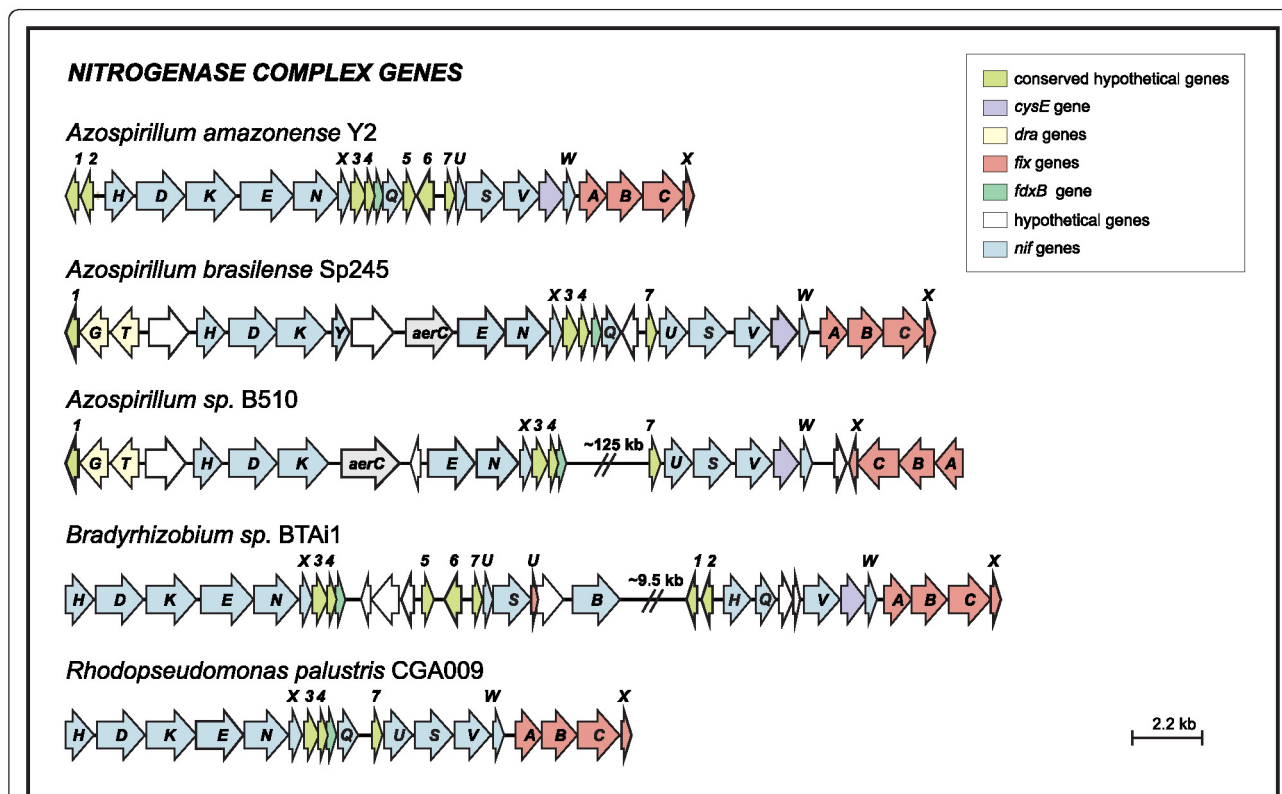 NITROGENASE COMPLEX GENES
conserved hypothetical genes
cysE gene
dra genes
fix genes
fdxB gene
hypothetical genes
nif genes
Azospirillum amazonense Y2
1 2 X 3 4 5 6 7 U W X
H D K E N Q S V A B C
Azospirillum brasilense Sp245
1 X 3 4 7 W X
G T H D K Y aerC E N Q U S V A B C
Azospirillum sp. B510
1 X 3 4 ~125 kb 7 W X
G T H D K aerC E N U S V C B A
Bradyrhizobium sp. BTAi1
X 3 4 5 6 7 U U ~9.5 kb 1 2 W X
H D K E N S B H Q V A B C
Rhodopseudomonas palustris CGA009
X 3 4 7 W X
H D K E N Q U S V A B C
2.2 kb